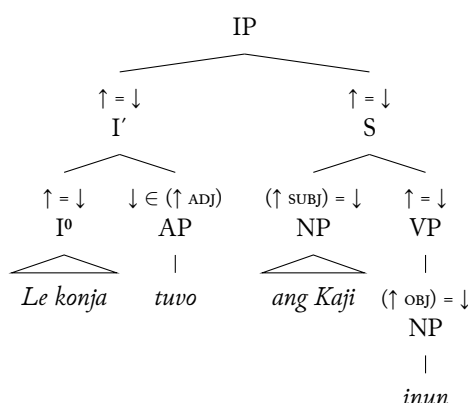 IP
↑ = ↓ ↑ = ↓
I′ S
↑ = ↓ ↓ ∈ (↑ ADJ) (↑ SUBJ) = ↓ ↑ = ↓
I⁰ AP NP VP
Le konja tuvo ang Kaji (↑ OBJ) = ↓
NP
inun